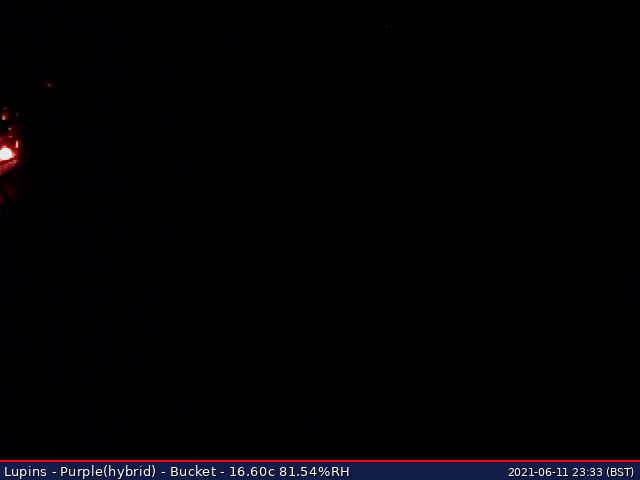 Lupins - Purple(hybrid) - Bucket - 16.60c 81.54%RH
2021-06-11 23:33 (BST)